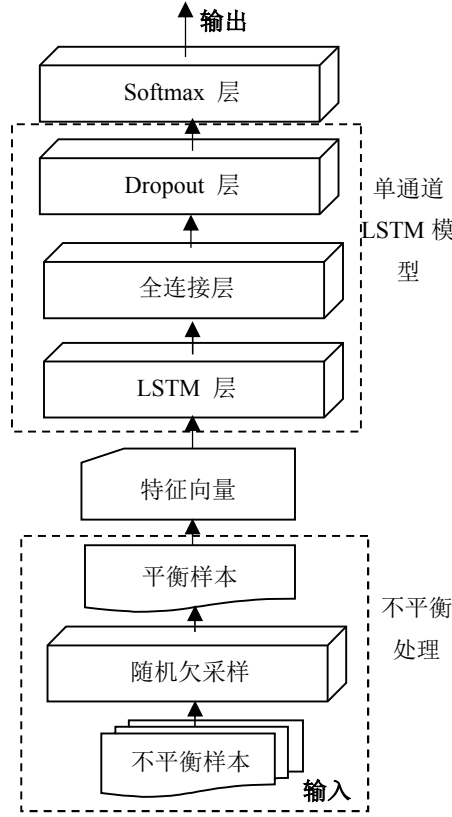 输出
Softmax 层
Dropout 层
单通道
LSTM 模
型
全连接层
LSTM 层
特征向量
平衡样本
不平衡
处理
随机欠采样
不平衡样本
输入